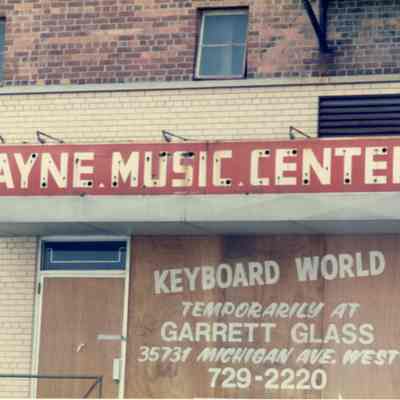 AYNE.MUSIC.CENTE
KEYBOARD WORLD
TEMPORARILY AT
GARRETT GLASS
35731 MICHIGAN AVE. WEST
729-2220